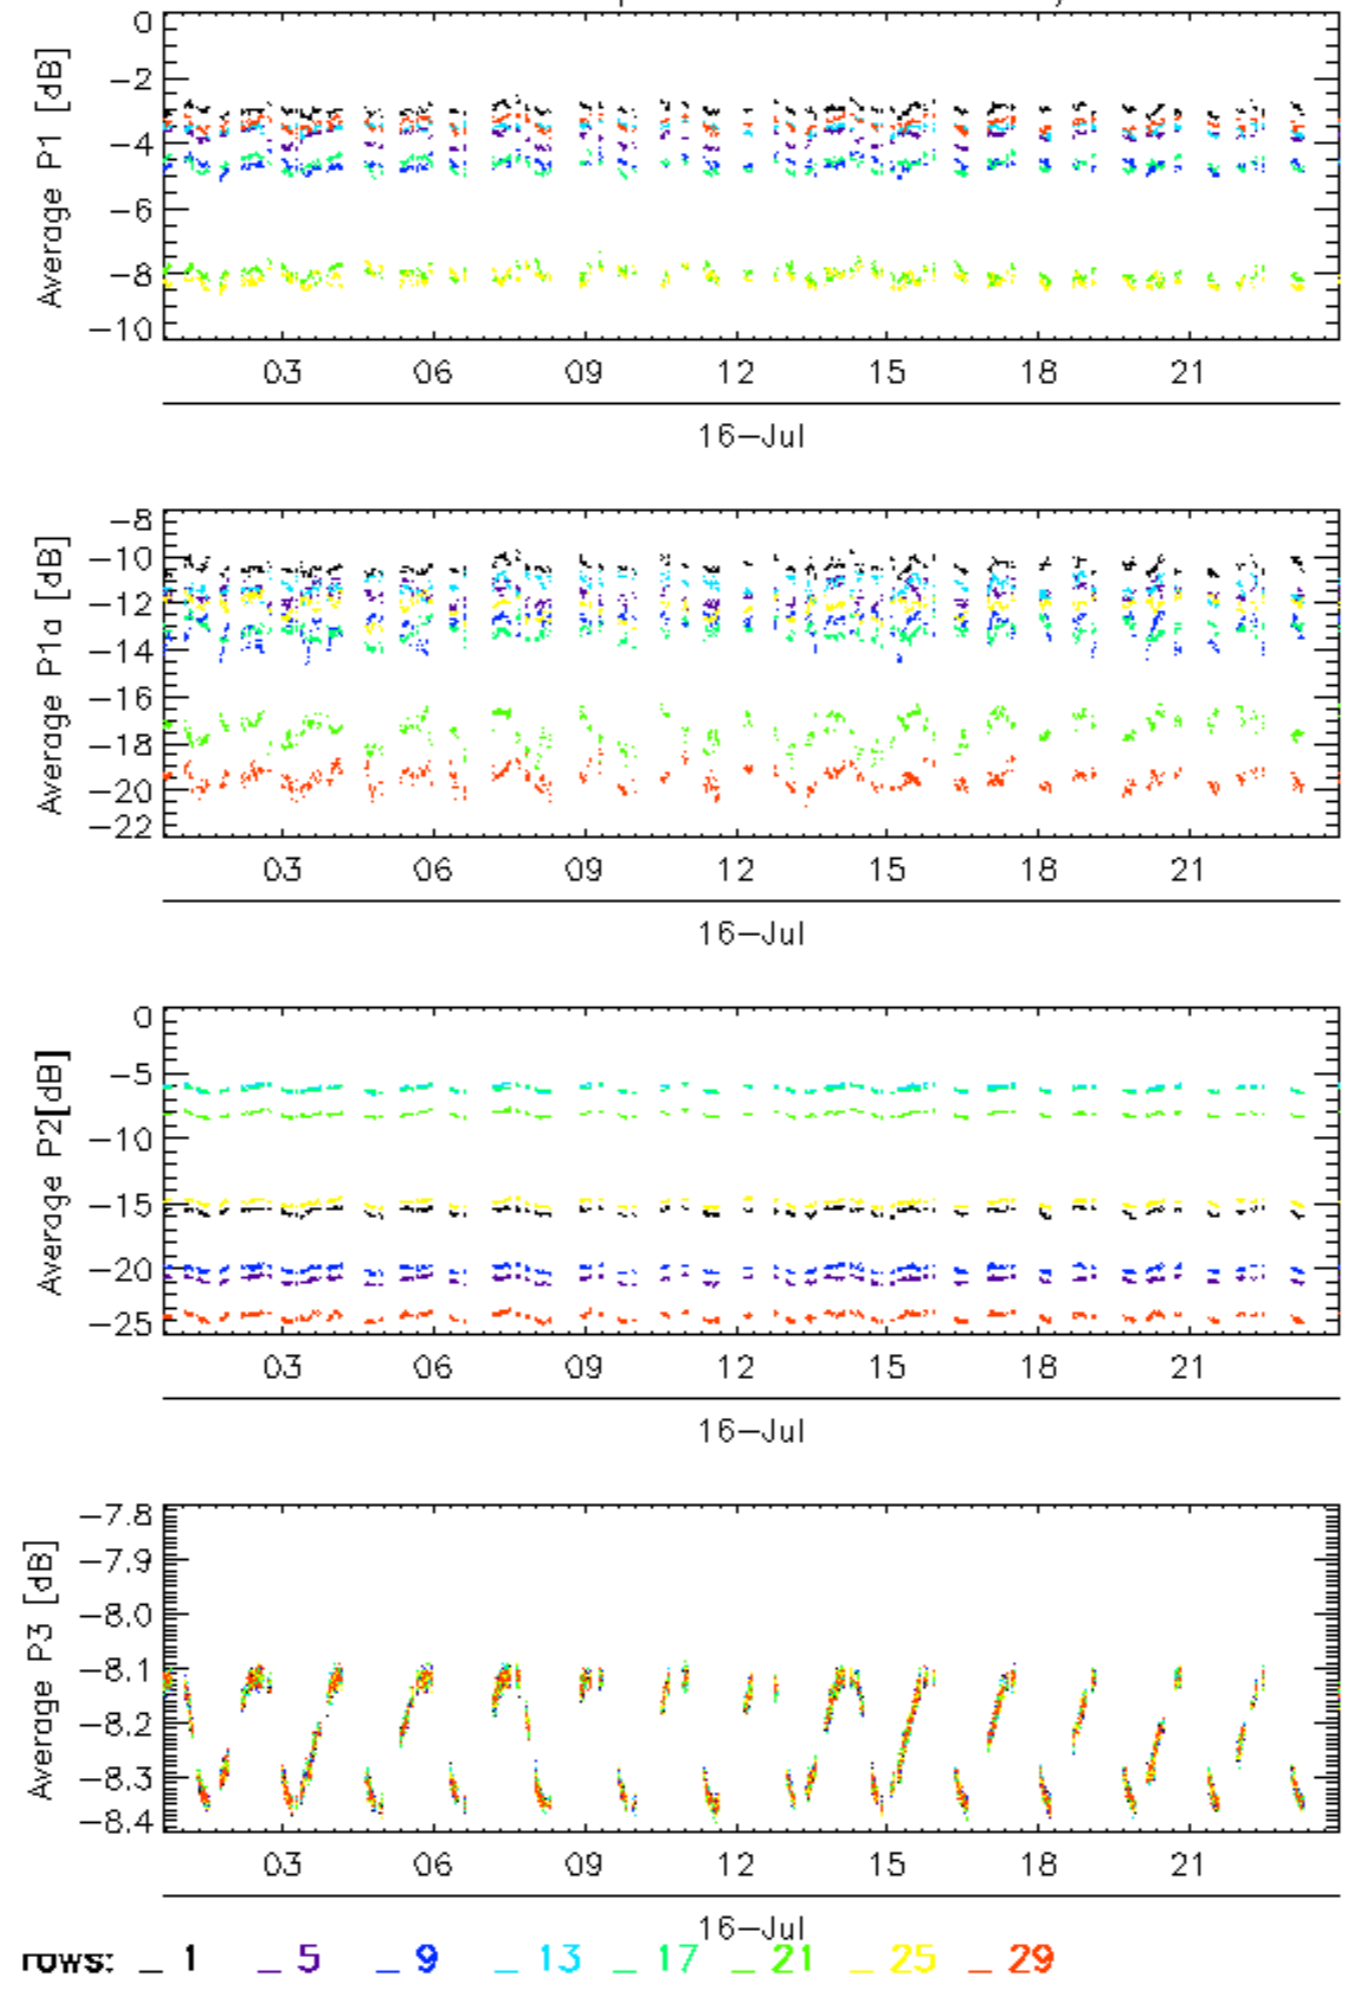 0
−2
−4
−6
−8
−10
Average P1 [dB]
03 06 09 12 15 18 21
16−Jul
−8
−10
−12
−14
−16
−18
−20
−22
Average P1a [dB]
03 06 09 12 15 18 21
16−Jul
0
−5
−10
−15
−20
−25
Average P2[dB]
03 06 09 12 15 18 21
16−Jul
−7.8
−7.9
−8.0
−8.1
−8.2
−8.3
−8.4
Average P3 [dB]
03 06 09 12 15 18 21
16−Jul
rows: _ 1 _ 5 _ 9 _ 13 _ 17 _ 21 _ 25 _ 29